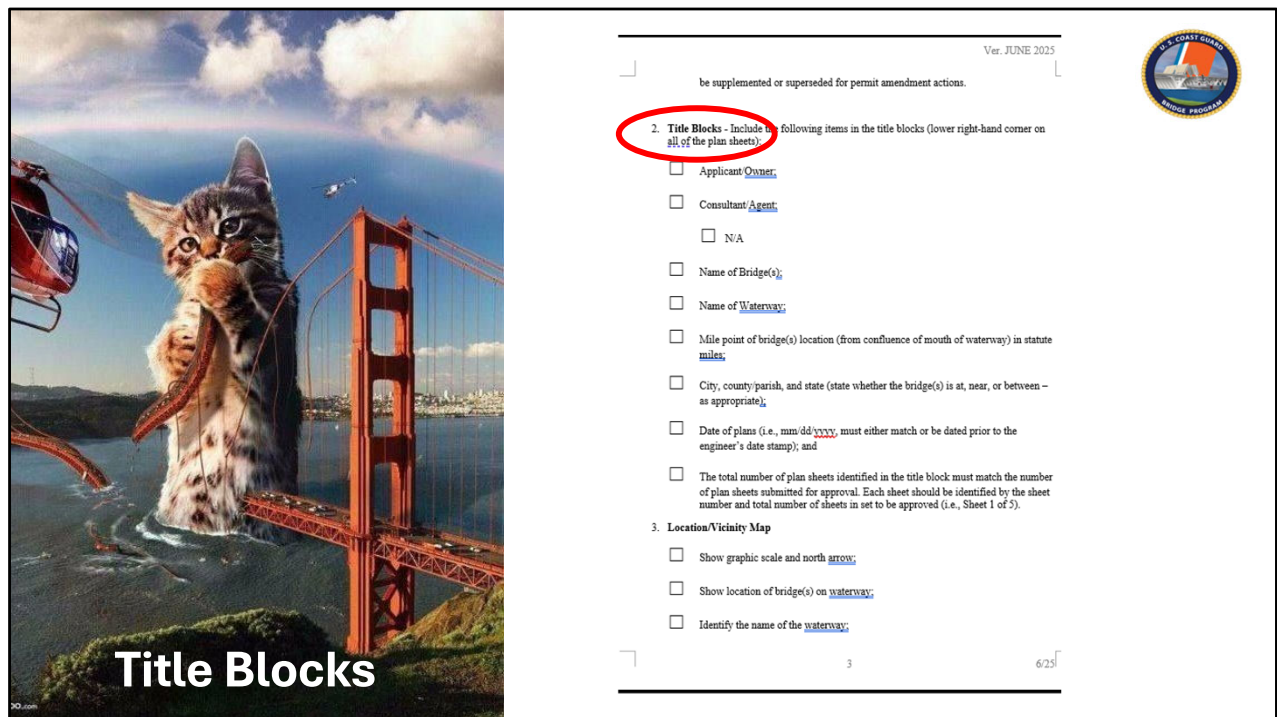 Title Blocks
OO.com
Ver. JUNE 2025
be supplemented or superseded for permit amendment actions.
2. Title Blocks - Include the following items in the title blocks (lower right-hand corner on
all of the plan sheets):
Applicant/Owner;
Consultant/Agent;
N/A
Name of Bridge(s);
Name of Waterway;
Mile point of bridge(s) location (from confluence of mouth of waterway) in statute
miles;
City, county/parish, and state (state whether the bridge(s) is at, near, or between –
as appropriate);
Date of plans (i.e., mm/dd/yyyy, must either match or be dated prior to the
engineer’s date stamp); and
The total number of plan sheets identified in the title block must match the number
of plan sheets submitted for approval. Each sheet should be identified by the sheet
number and total number of sheets in set to be approved (i.e., Sheet 1 of 5).
3. Location/Vicinity Map
Show graphic scale and north arrow;
Show location of bridge(s) on waterway;
Identify the name of the waterway;
3 6/25
U. S. COAST GUARD
BRIDGE PROGRAM